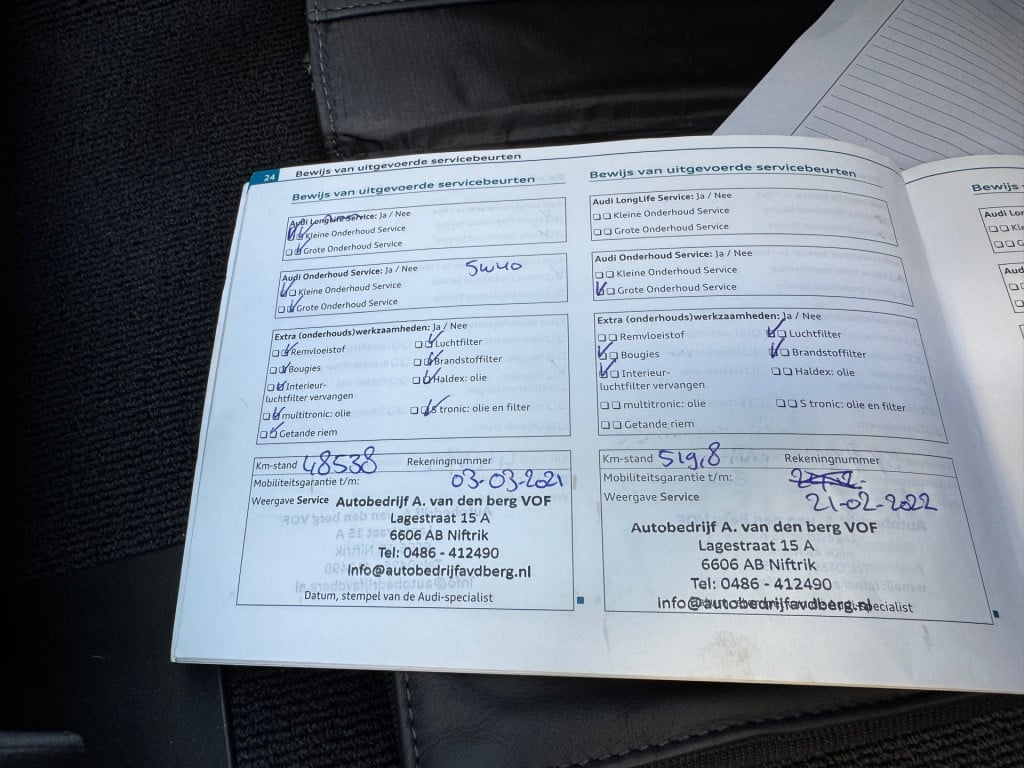 24 Bewijs van uitgevoerde servicebeurten
Bewijs van uitgevoerde servicebeurten
Audi LongLife Service: Ja / Nee
Kleine Onderhoud Service
Grote Onderhoud Service
Audi Onderhoud Service: Ja / Nee 5w40
Kleine Onderhoud Service
Grote Onderhoud Service
Extra (onderhouds)werkzaamheden: Ja / Nee
Remvloeistof Luchtfilter
Bougies Brandstoffilter
Interieur- Haldex: olie
luchtfilter vervangen
multitronic: olie S tronic: olie en filter
Getande riem
Km-stand 48538 Rekeningnummer
Mobiliteitsgarantie t/m: 03-03-2021
Weergave Service Autobedrijf A. van den berg VOF
Lagestraat 15 A
6606 AB Niftrik
Tel: 0486 - 412490
Info@autobedrijfavdberg.nl
Datum, stempel van de Audi-specialist
Bewijs van uitgevoerde servicebeurten
Audi LongLife Service: Ja / Nee
Kleine Onderhoud Service
Grote Onderhoud Service
Audi Onderhoud Service: Ja / Nee
Kleine Onderhoud Service
Grote Onderhoud Service
Extra (onderhouds)werkzaamheden: Ja / Nee
Remvloeistof Luchtfilter
Bougies Brandstoffilter
Interieur- Haldex: olie
luchtfilter vervangen
multitronic: olie S tronic: olie en filter
Getande riem
Km-stand 519,8 Rekeningnummer
Mobiliteitsgarantie t/m:
21-02-2022
Weergave Service
Autobedrijf A. van den berg VOF
Lagestraat 15 A
6606 AB Niftrik
Tel: 0486 - 412490
info@autobedrijfavdberg.nl
Bewijs
Audi